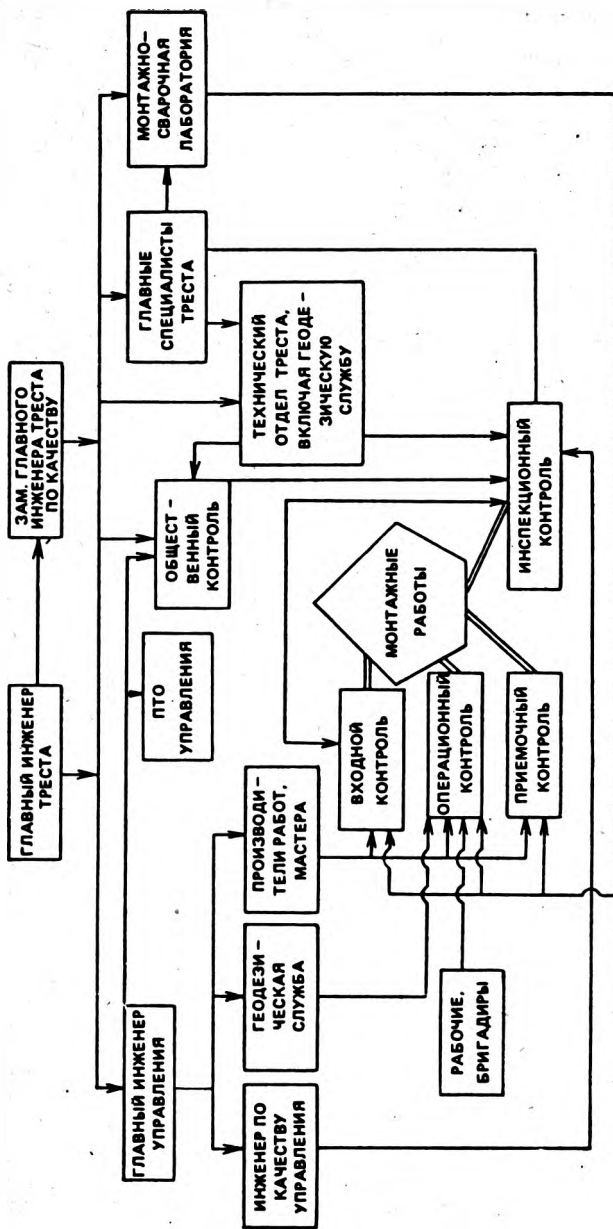 ГЛАВНЫЙ ИНЖЕНЕР
ТРЕСТА
ЗАМ. ГЛАВНОГО
ИНЖЕНЕРА ТРЕСТА
ПО КАЧЕСТВУ
ГЛАВНЫЙ ИНЖЕНЕР
УПРАВЛЕНИЯ
ПТО
УПРАВЛЕНИЯ
ОБЩЕСТ-
ВЕННЫЙ
КОНТРОЛЬ
ГЛАВНЫЕ
СПЕЦИАЛИСТЫ
ТРЕСТА
МОНТАЖНО-
СВАРОЧНАЯ
ЛАБОРАТОРИЯ
ИНЖЕНЕР ПО
КАЧЕСТВУ
УПРАВЛЕНИЯ
ГЕОДЕЗИ-
ЧЕСКАЯ
СЛУЖБА
ПРОИЗВОДИ-
ТЕЛИ РАБОТ,
МАСТЕРА
ТЕХНИЧЕСКИЙ
ОТДЕЛ ТРЕСТА,
ВКЛЮЧАЯ ГЕОДЕ-
ЗИЧЕСКУЮ
СЛУЖБУ
ВХОДНОЙ
КОНТРОЛЬ
МОНТАЖНЫЕ
РАБОТЫ
ОПЕРАЦИОННЫЙ
КОНТРОЛЬ
РАБОЧИЕ,
БРИГАДИРЫ
ПРИЕМОЧНЫЙ
КОНТРОЛЬ
ИНСПЕКЦИОННЫЙ
КОНТРОЛЬ